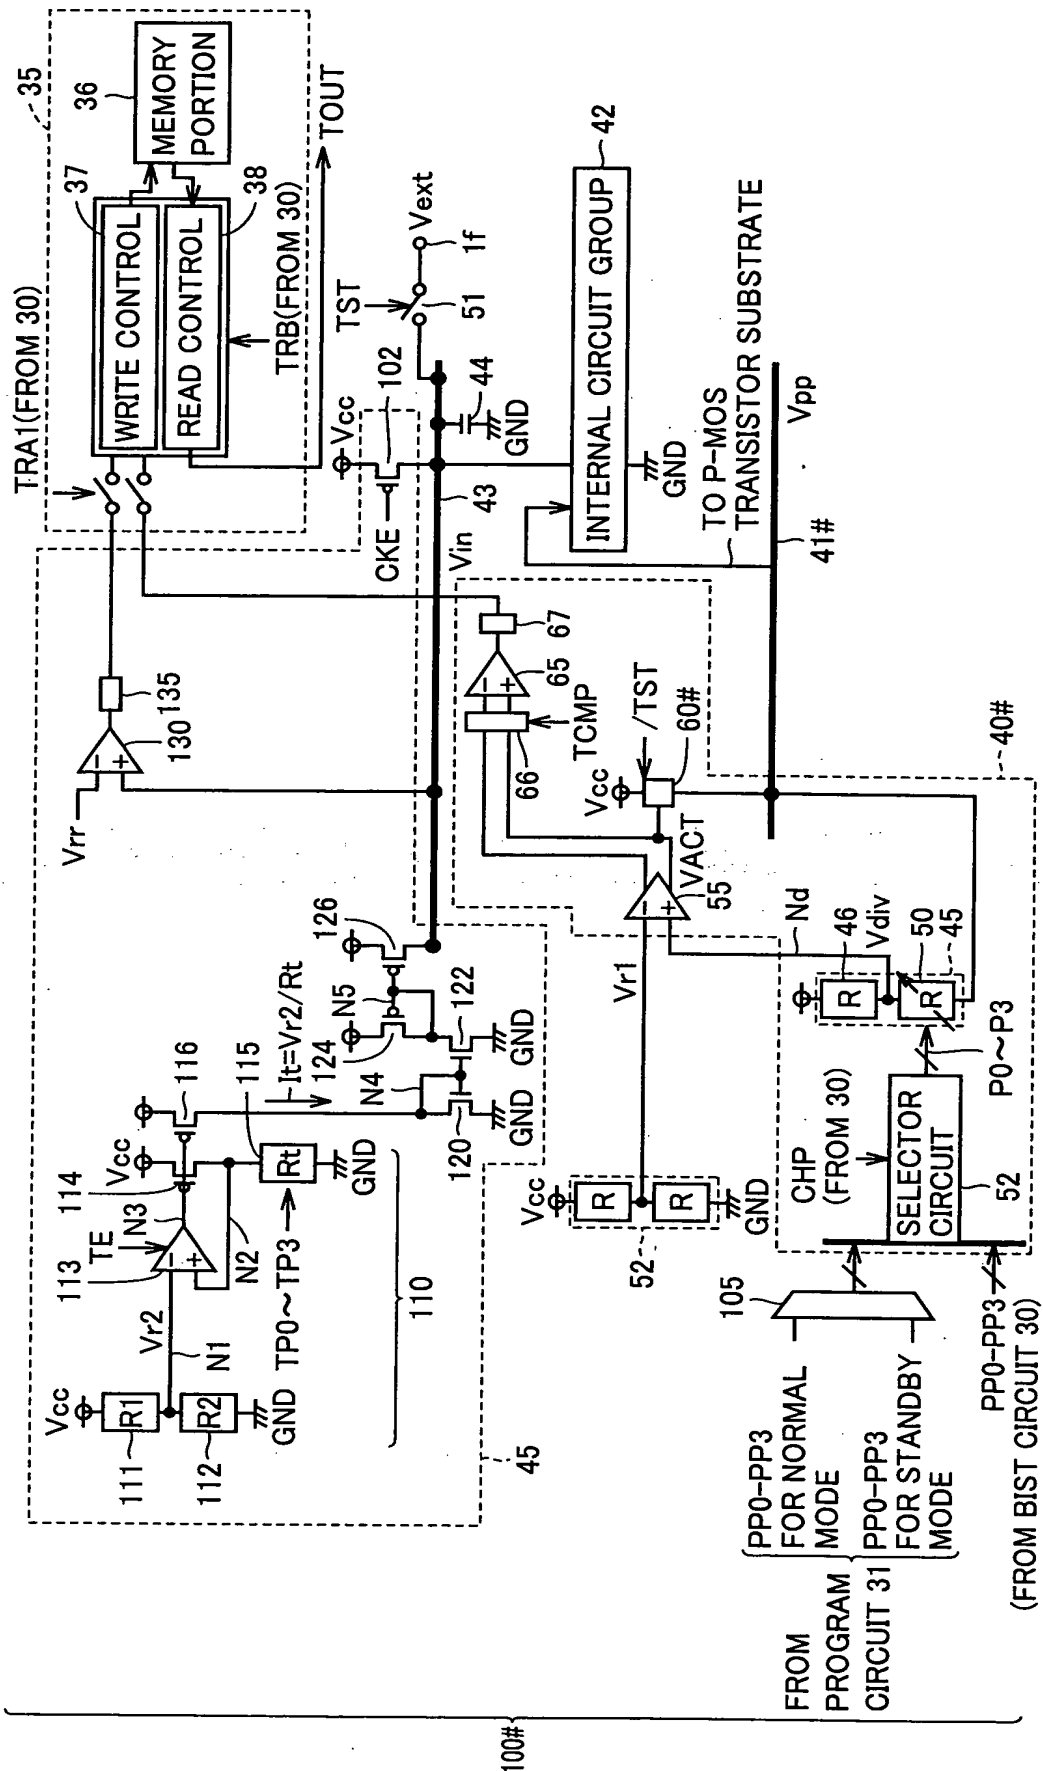 100#
35
36
MEMORY
PORTION
37
WRITE CONTROL
READ CONTROL
38
TRA1(FROM 30)
TRB(FROM 30)
TOUT
Vrr
130
135
Vcc
102
CKE
TST
51
1f
Vext
44
GND
43
Vin
42
INTERNAL CIRCUIT GROUP
GND
TO P-MOS
TRANSISTOR SUBSTRATE
41#
Vpp
Vcc
R1
111
R2
112
GND
Vr2
N1
113
TE
N3
N2
114
Vcc
116
115
Rt
GND
TP0~TP3
110
It=Vr2/Rt
N4
120
GND
122
GND
124
N5
126
45
67
65
66
TCMP
/TST
Vcc
60#
VACT
55
Vr1
Nd
Vcc
R
R
52
GND
46
R
Vdiv
50
R
45
P0~P3
40#
CHP
(FROM 30)
SELECTOR
CIRCUIT
52
105
PP0-PP3
FOR NORMAL
MODE
PP0-PP3
FOR STANDBY
MODE
FROM
PROGRAM
CIRCUIT 31
PP0-PP3
(FROM BIST CIRCUIT 30)